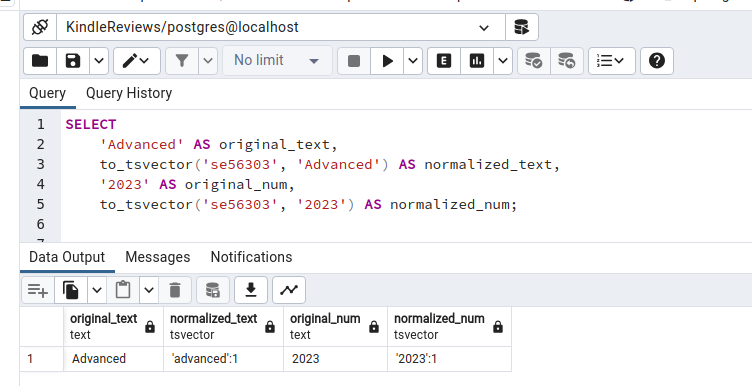 KindleReviews/postgres@localhost
No limit
E
Query Query History
1 SELECT
2 'Advanced' AS original_text,
3 to_tsvector('se56303', 'Advanced') AS normalized_text,
4 '2023' AS original_num,
5 to_tsvector('se56303', '2023') AS normalized_num;
6
Data Output Messages Notifications
original_text normalized_text original_num normalized_num
text tsvector text tsvector
1 Advanced 'advanced':1 2023 '2023':1